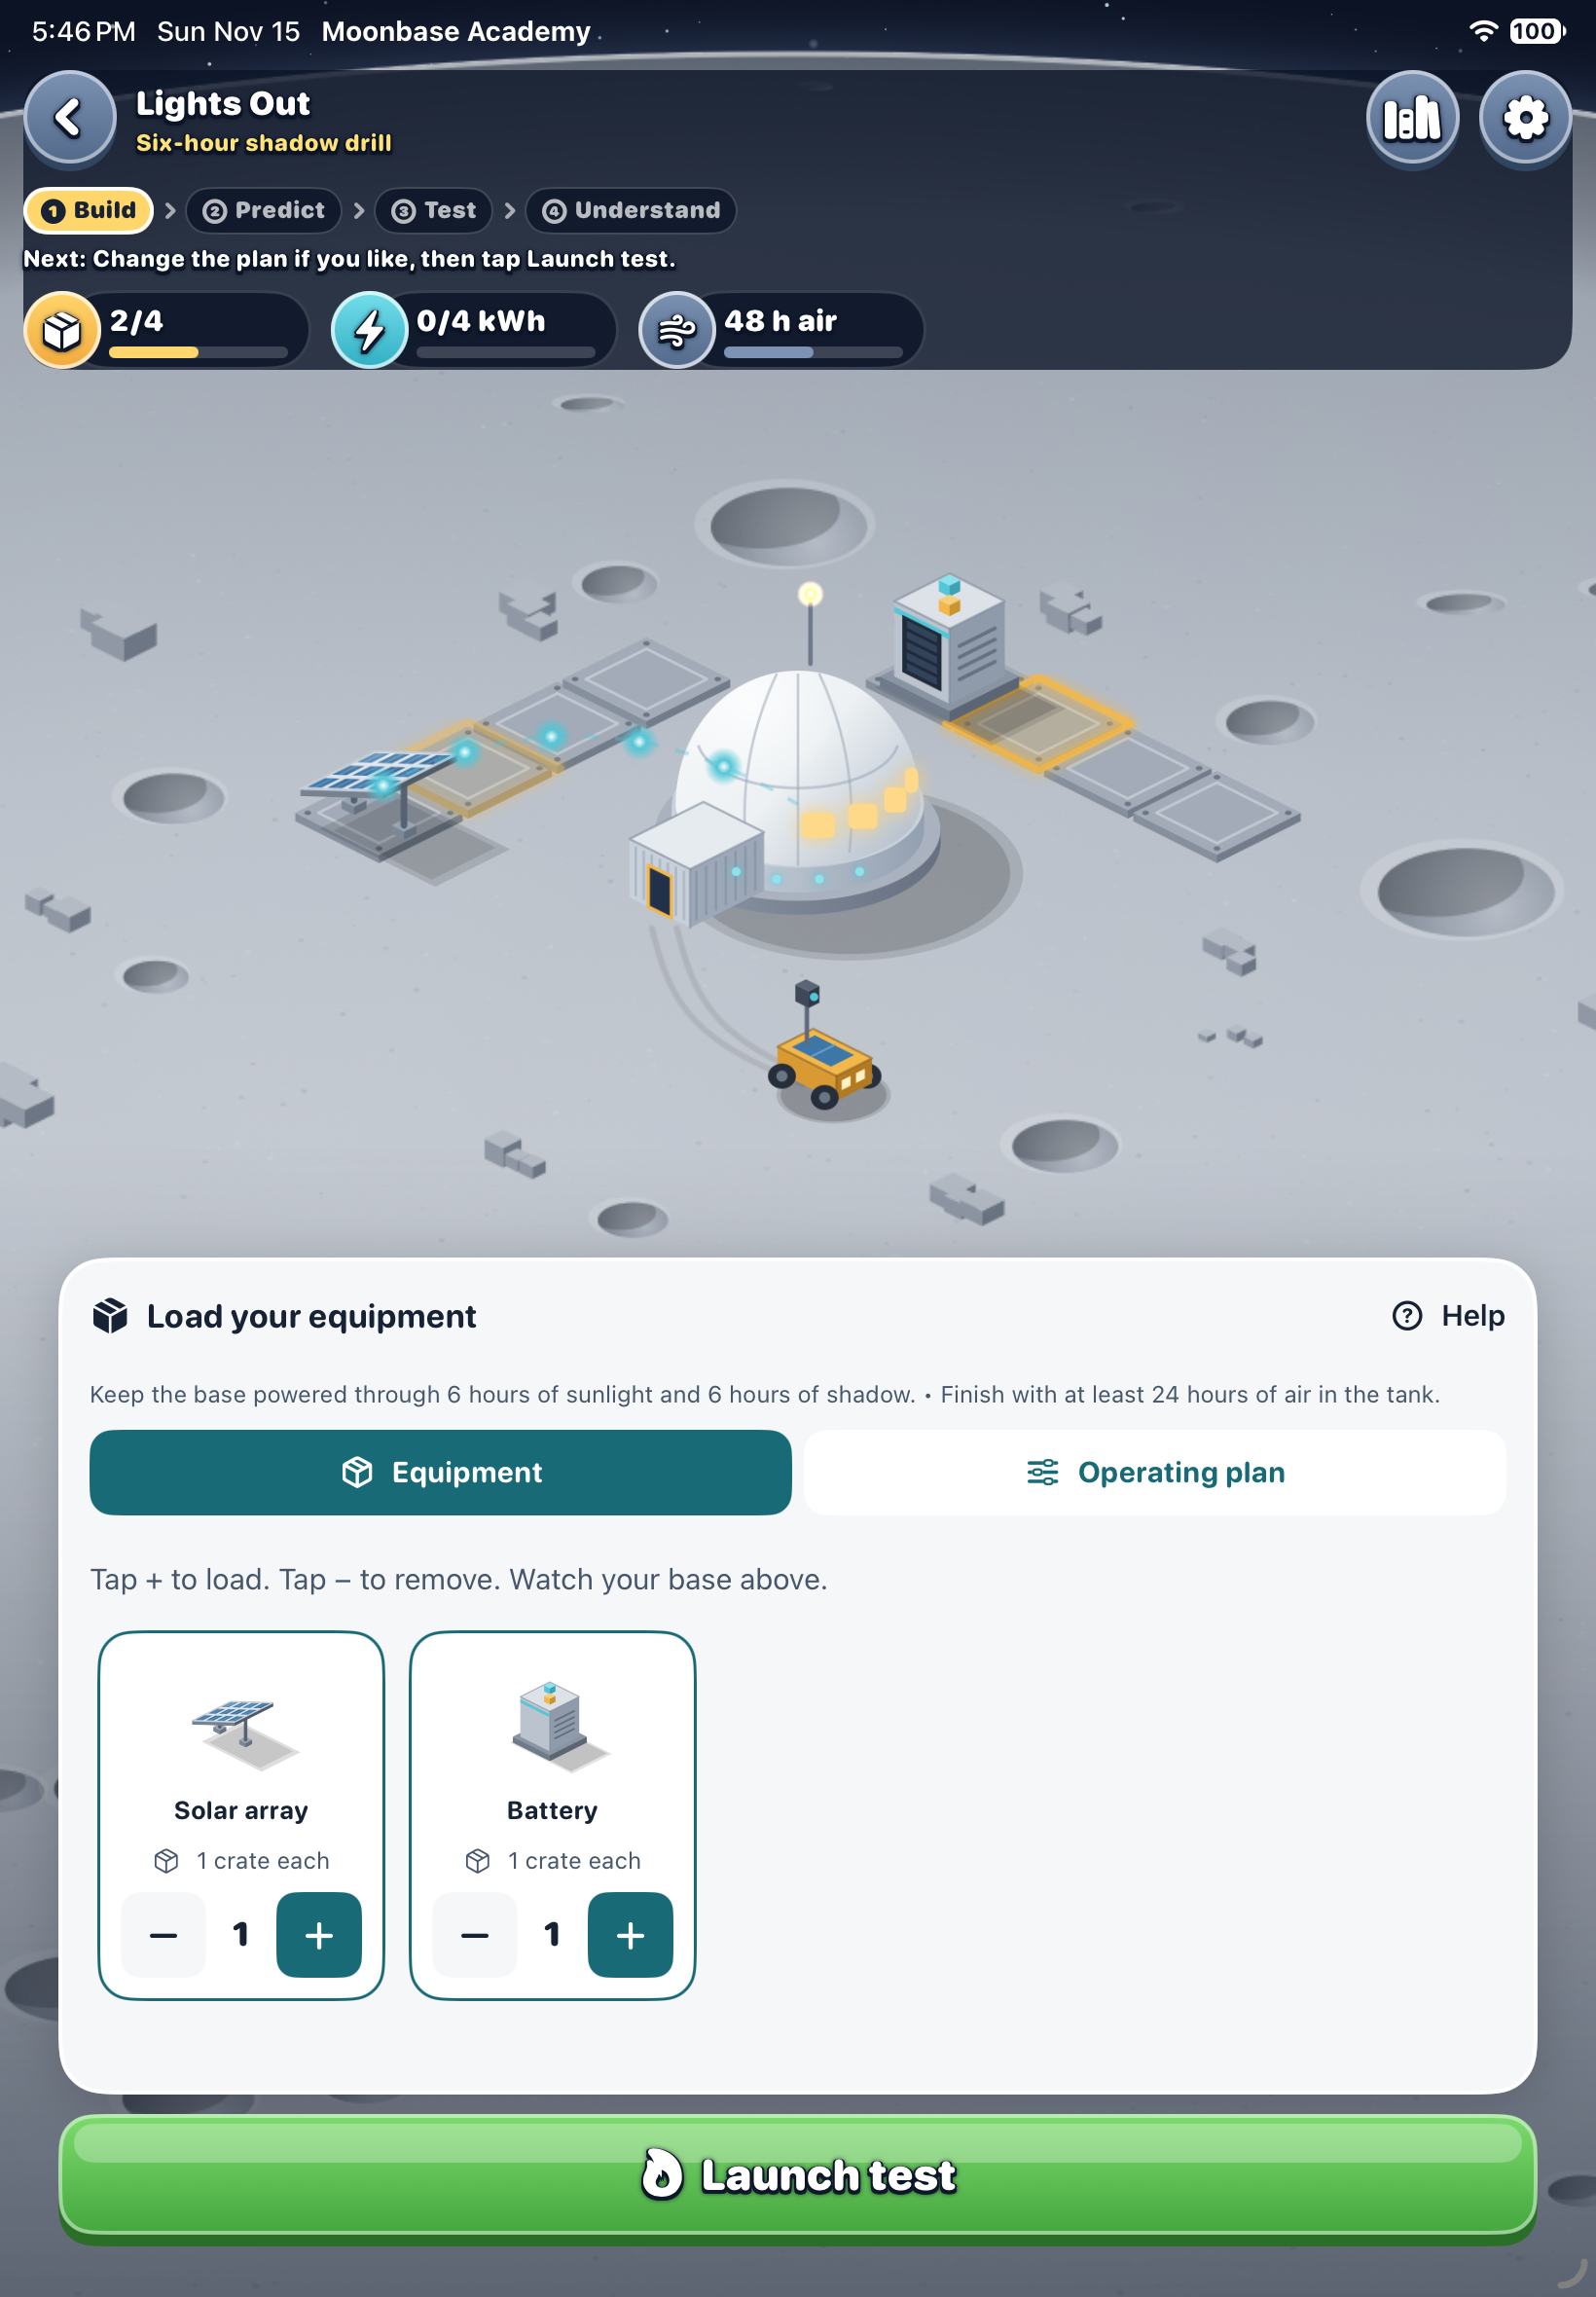 5:46 PM Sun Nov 15 Moonbase Academy
100
Lights Out
Six-hour shadow drill
1 Build
2 Predict
3 Test
4 Understand
Next: Change the plan if you like, then tap Launch test.
2/4
0/4 kWh
48 h air
Load your equipment
? Help
Keep the base powered through 6 hours of sunlight and 6 hours of shadow. • Finish with at least 24 hours of air in the tank.
Equipment
Operating plan
Tap + to load. Tap – to remove. Watch your base above.
Solar array
1 crate each
– 1 +
Battery
1 crate each
– 1 +
Launch test